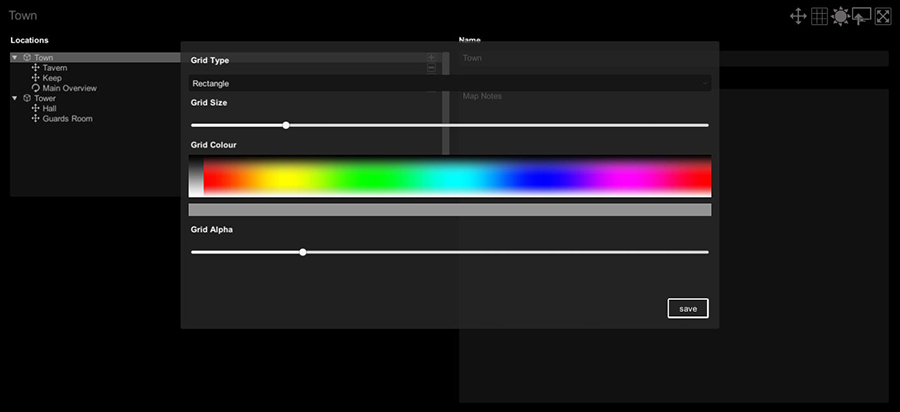 Town
Locations
Name
Town
Tavern
Keep
Main Overview
Tower
Hall
Guards Room
Town
Map Notes
Grid Type
Rectangle
Grid Size
Grid Colour
Grid Alpha
save